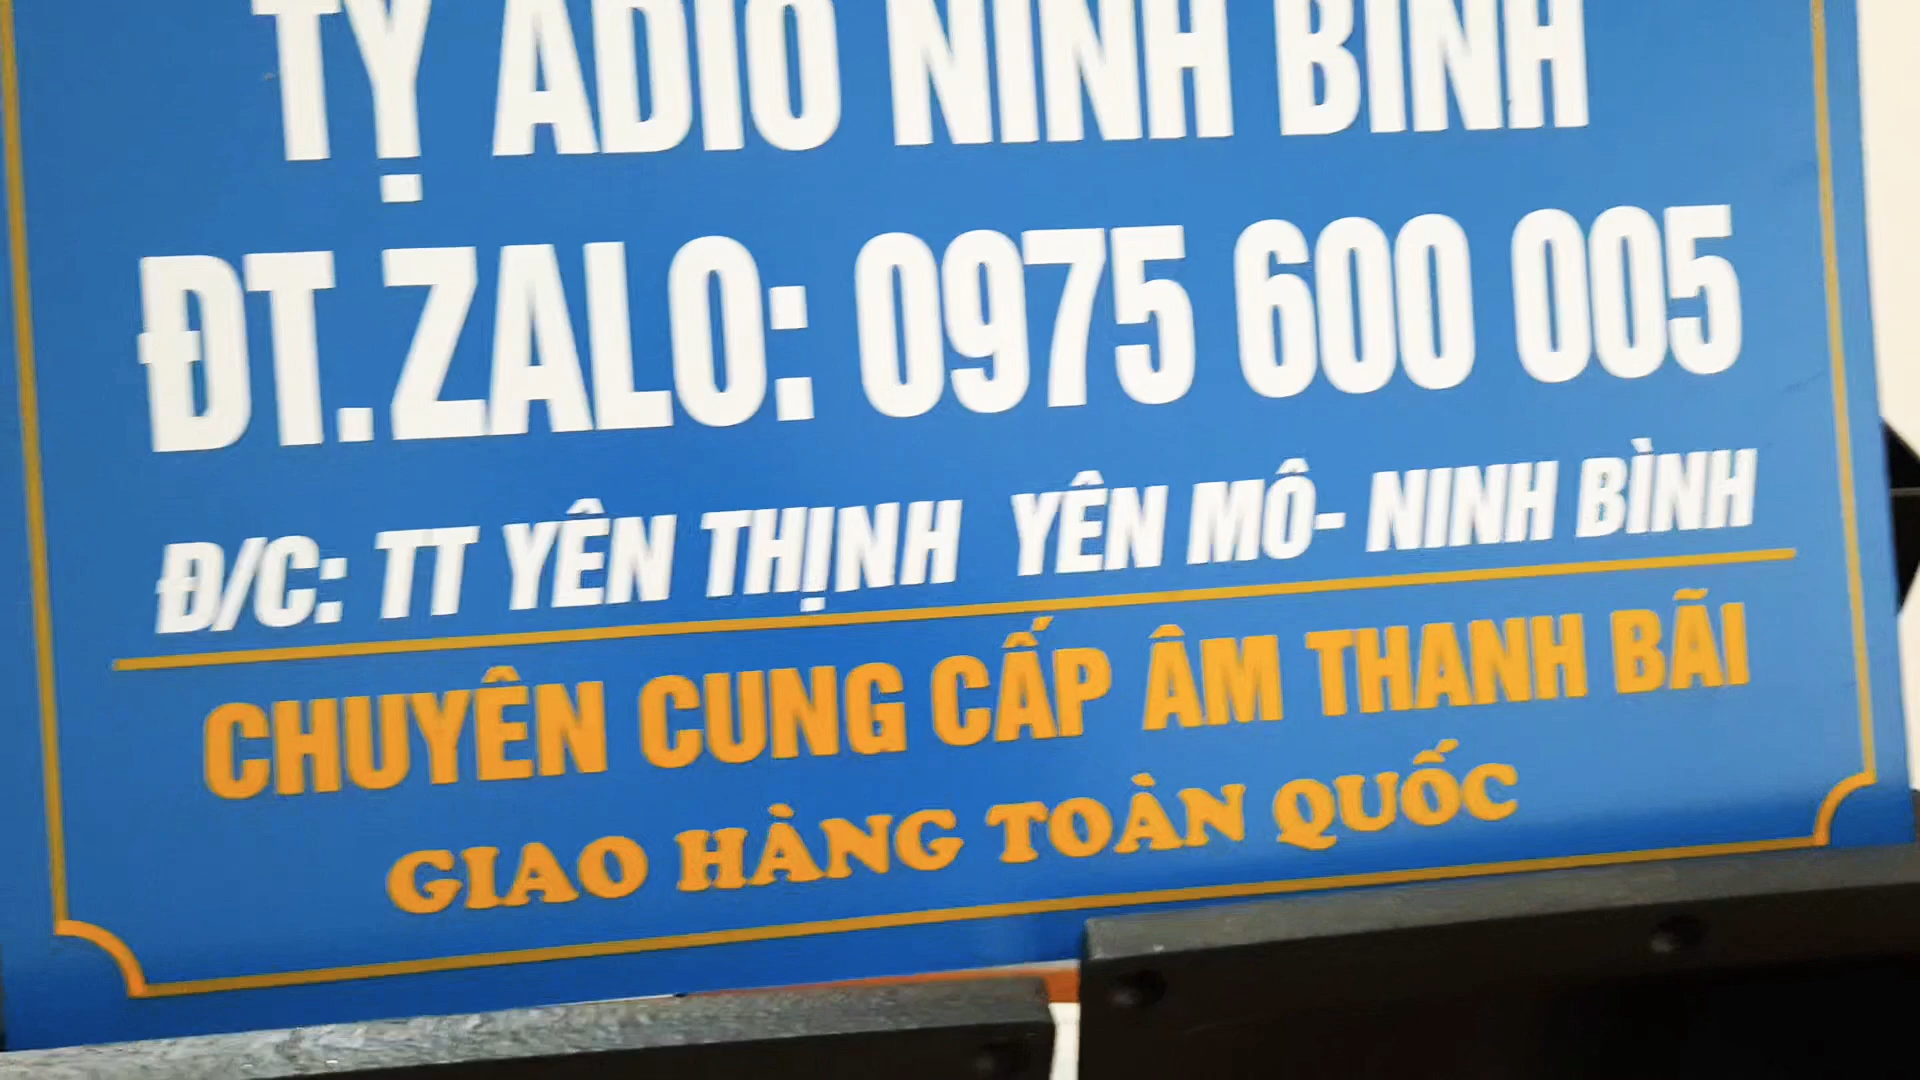 TỴ ADIO NINH BÌNH
ĐT.ZALO: 0975 600 005
Đ/C: TT YÊN THỊNH YÊN MÔ- NINH BÌNH
CHUYÊN CUNG CẤP ÂM THANH BÃI
GIAO HÀNG TOÀN QUỐC